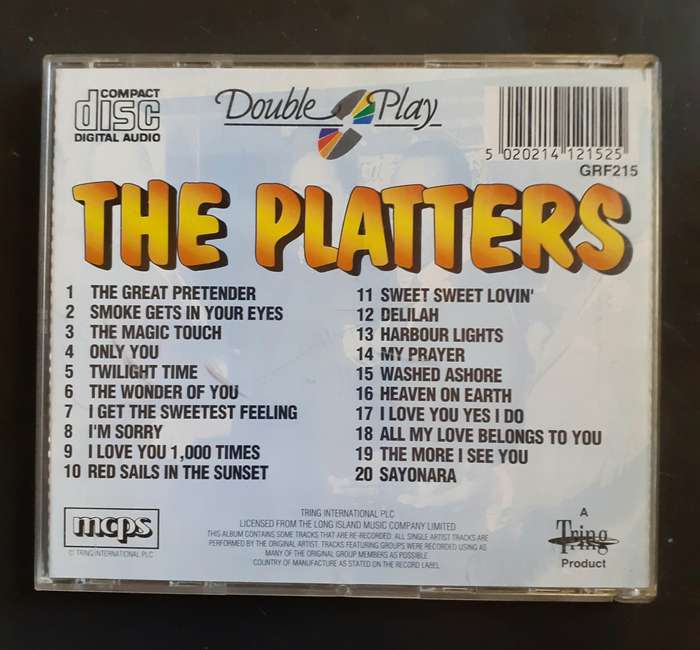 COMPACT
disc
DIGITAL AUDIO
Double Play
5 020214 121525
GRF215
THE PLATTERS
1 THE GREAT PRETENDER
2 SMOKE GETS IN YOUR EYES
3 THE MAGIC TOUCH
4 ONLY YOU
5 TWILIGHT TIME
6 THE WONDER OF YOU
7 I GET THE SWEETEST FEELING
8 I'M SORRY
9 I LOVE YOU 1,000 TIMES
10 RED SAILS IN THE SUNSET
11 SWEET SWEET LOVIN'
12 DELILAH
13 HARBOUR LIGHTS
14 MY PRAYER
15 WASHED ASHORE
16 HEAVEN ON EARTH
17 I LOVE YOU YES I DO
18 ALL MY LOVE BELONGS TO YOU
19 THE MORE I SEE YOU
20 SAYONARA
mcps
© TRING INTERNATIONAL PLC
TRING INTERNATIONAL PLC
LICENSED FROM THE LONG ISLAND MUSIC COMPANY LIMITED
THIS ALBUM CONTAINS SOME TRACKS THAT ARE RE-RECORDED. ALL SINGLE ARTIST TRACKS ARE
PERFORMED BY THE ORIGINAL ARTIST. TRACKS FEATURING GROUPS WERE RECORDED USING AS
MANY OF THE ORIGINAL GROUP MEMBERS AS POSSIBLE
COUNTRY OF MANUFACTURE AS STATED ON THE RECORD LABEL
A
Tring
Product